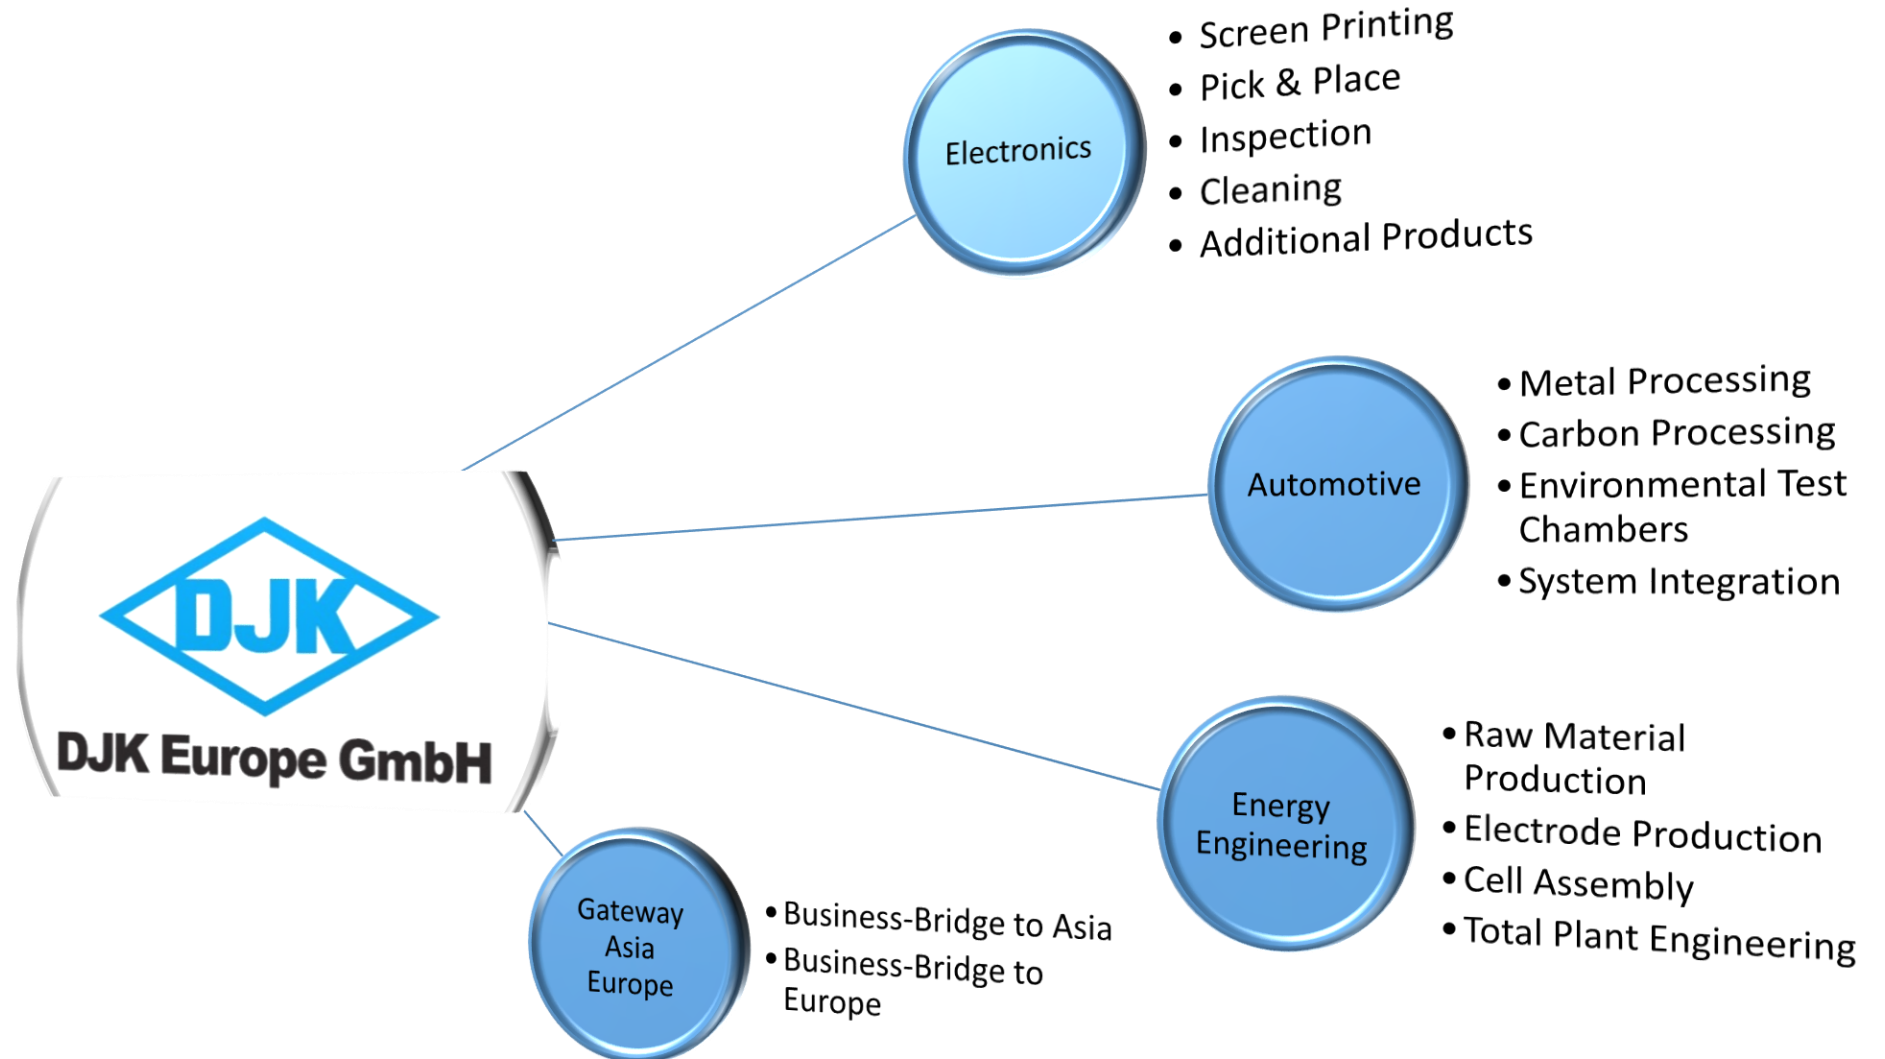 DJK
DJK Europe GmbH
Electronics
• Screen Printing
• Pick & Place
• Inspection
• Cleaning
• Additional Products
Automotive
• Metal Processing
• Carbon Processing
• Environmental Test
Chambers
• System Integration
Energy
Engineering
• Raw Material
Production
• Electrode Production
• Cell Assembly
• Total Plant Engineering
Gateway
Asia
Europe
• Business-Bridge to Asia
• Business-Bridge to
Europe